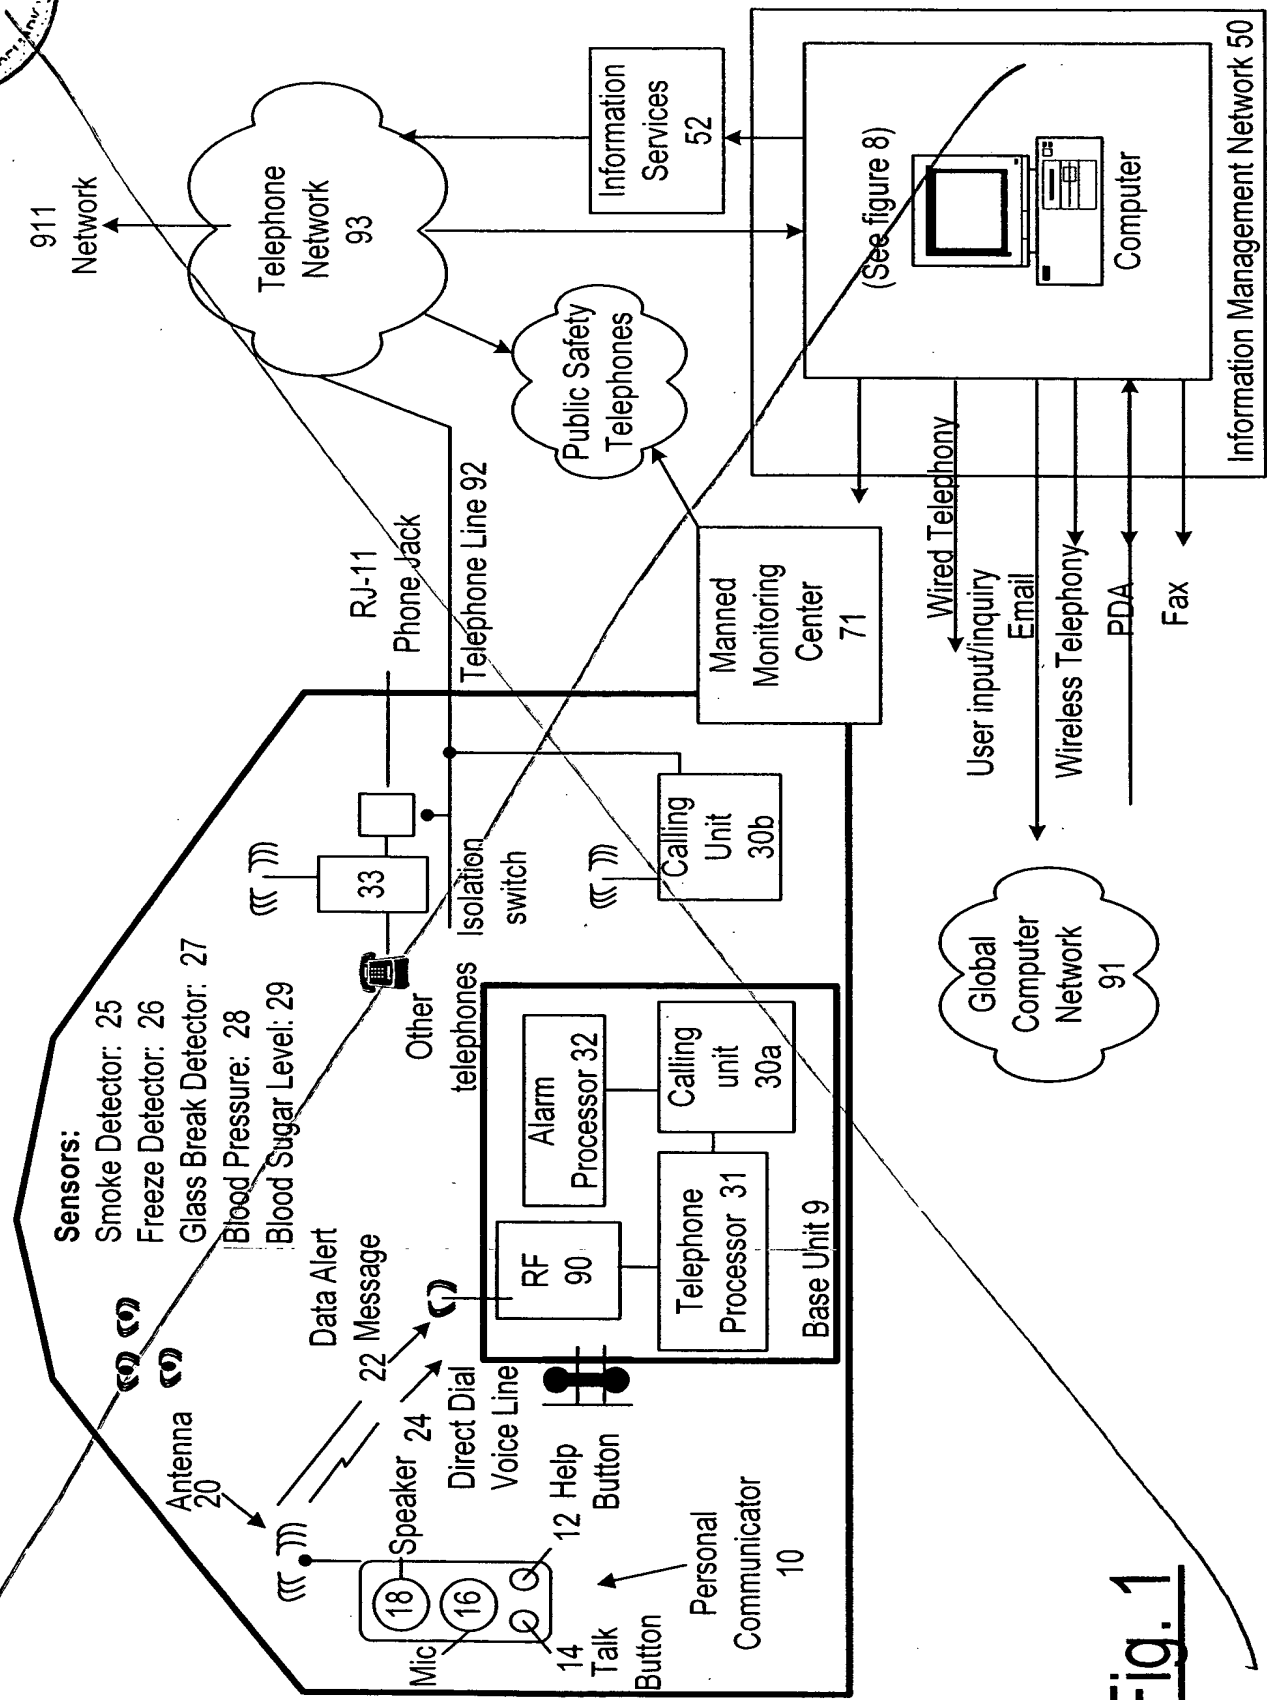 911
Network
Telephone
Network
93
Information
Services
52
(See figure 8)
Computer
Information Management Network 50
Public Safety
Telephones
RJ-11
Phone Jack
Telephone Line 92
Manned
Monitoring
Center
71
Wired Telephony
User input/inquiry
Email
Wireless Telephony
PDA
Fax
Global
Computer
Network
91
33
Isolation
switch
Calling
Unit
30b
Other
telephones
Sensors:
Smoke Detector: 25
Freeze Detector: 26
Glass Break Detector: 27
Blood Pressure: 28
Blood Sugar Level: 29
Alarm
Processor 32
Calling
unit
30a
RF
90
Telephone
Processor 31
Base Unit 9
Data Alert
Message
22
24
Direct Dial
Voice Line
Antenna
20
Speaker
18
16
Mic
12 Help
Button
14
Talk
Button
Personal
Communicator
10
Fig. 1